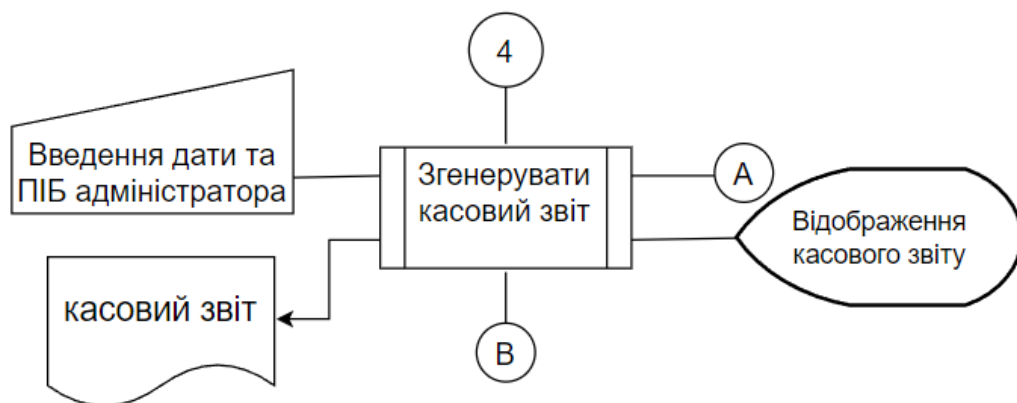 4
Введення дати та
ПІБ адміністратора
Згенерувати
касовий звіт
А
Відображення
касового звіту
касовий звіт
В